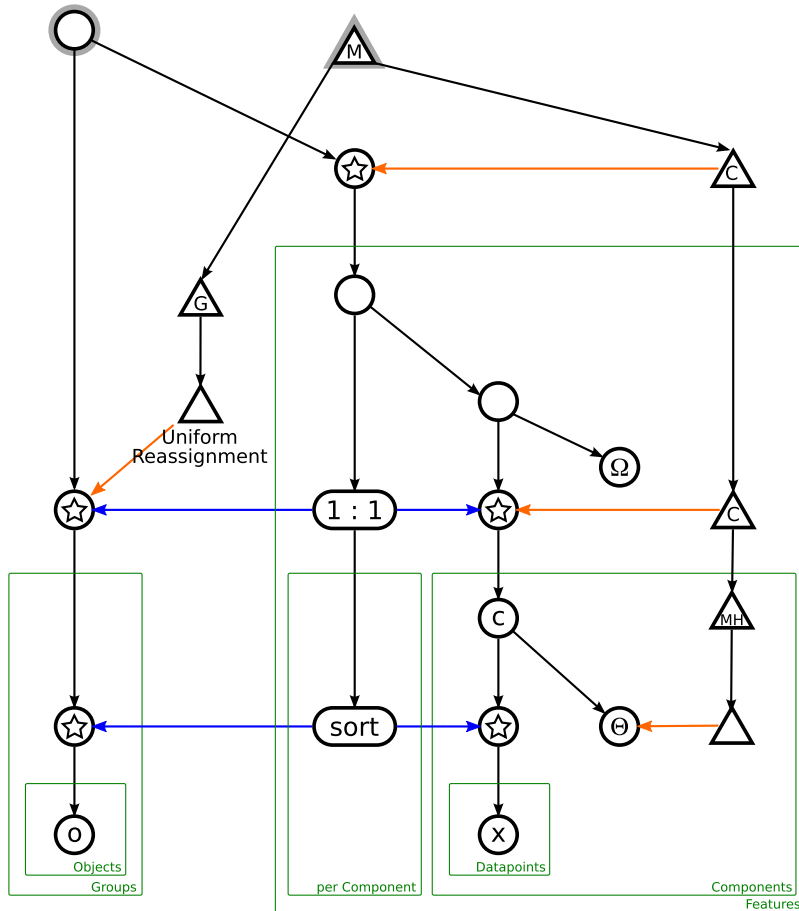 M
C
G
Uniform
Reassignment
Ω
1 : 1
C
C
MH
sort
Θ
o
x
Objects
Datapoints
Groups
per Component
Components
Features